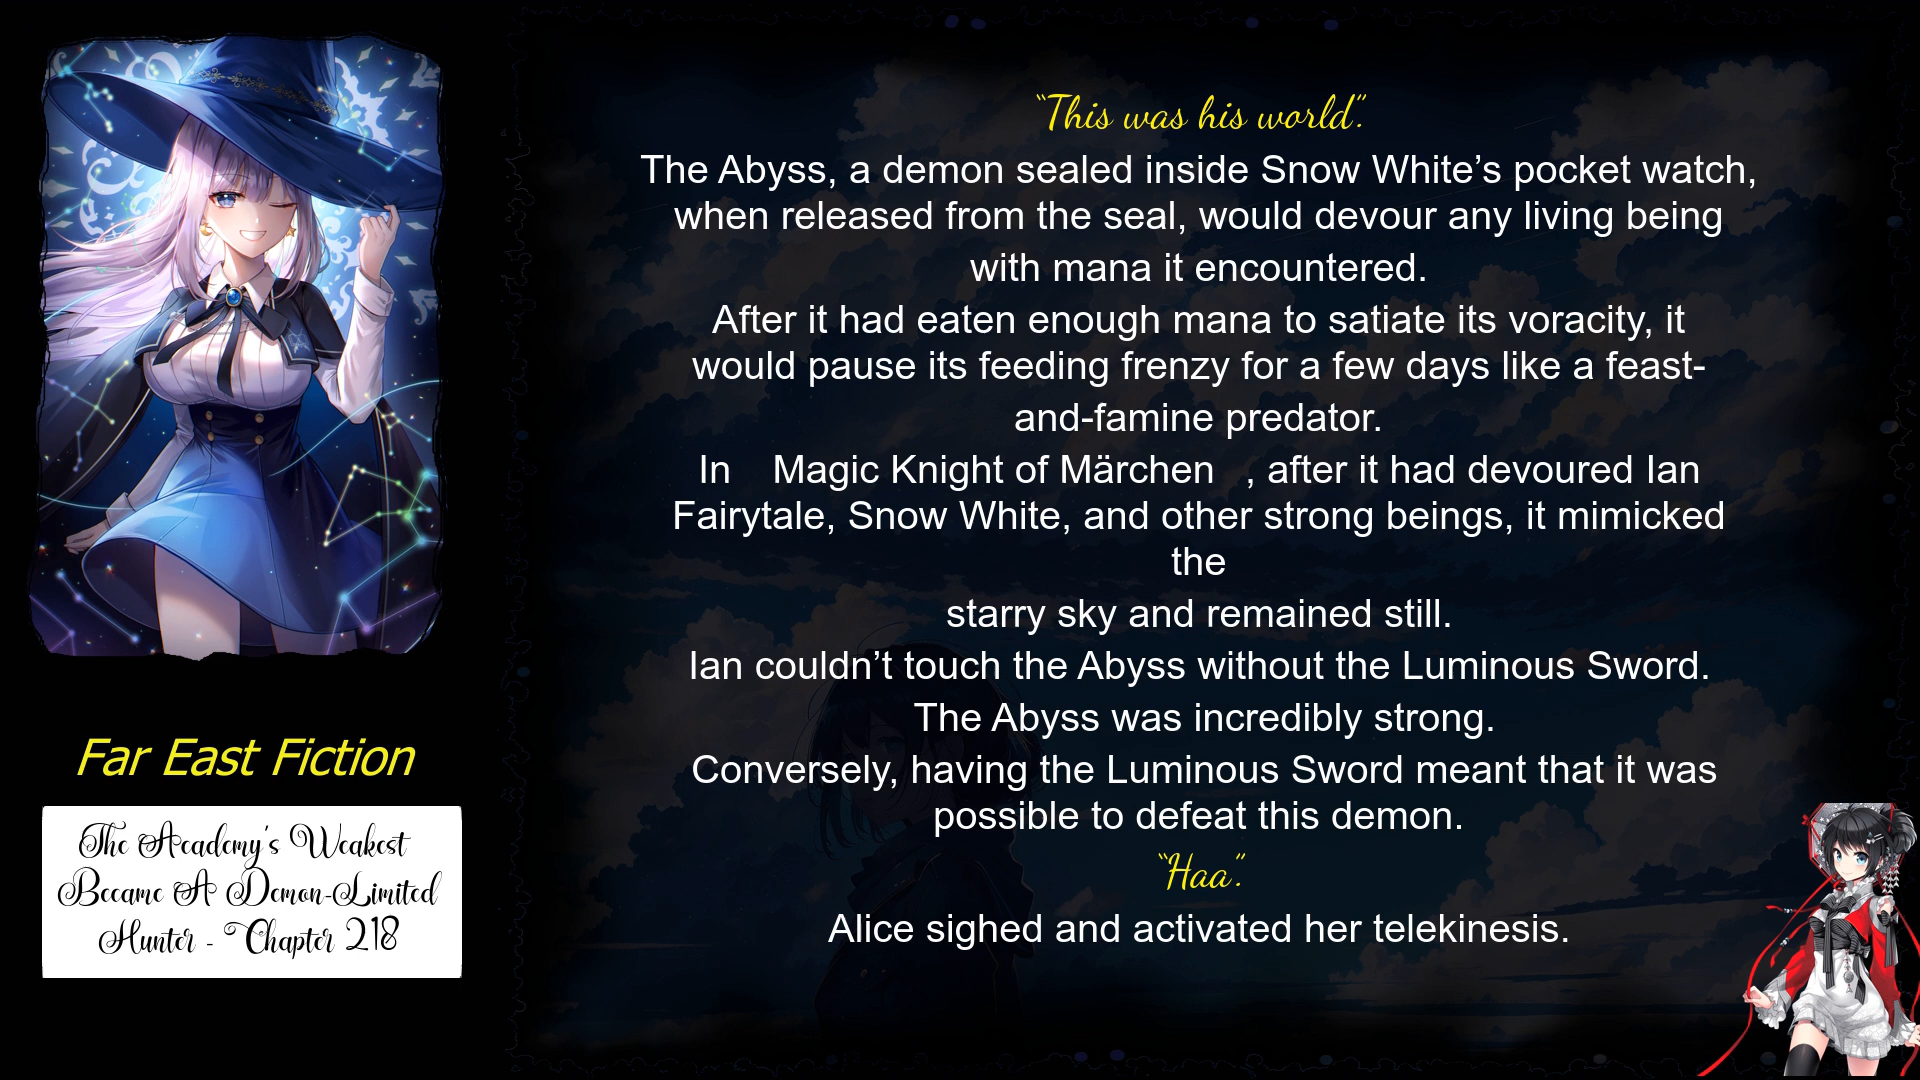 “This was his world”.
The Abyss, a demon sealed inside Snow White’s pocket watch,
when released from the seal, would devour any living being
with mana it encountered.
After it had eaten enough mana to satiate its voracity, it
would pause its feeding frenzy for a few days like a feast-
and-famine predator.
In Magic Knight of Märchen , after it had devoured Ian
Fairytale, Snow White, and other strong beings, it mimicked
the
starry sky and remained still.
Ian couldn’t touch the Abyss without the Luminous Sword.
The Abyss was incredibly strong.
Conversely, having the Luminous Sword meant that it was
possible to defeat this demon.
“Haa”.
Alice sighed and activated her telekinesis.
Far East Fiction
The Academy's Weakest
Became A Demon-Limited
Hunter - Chapter 218